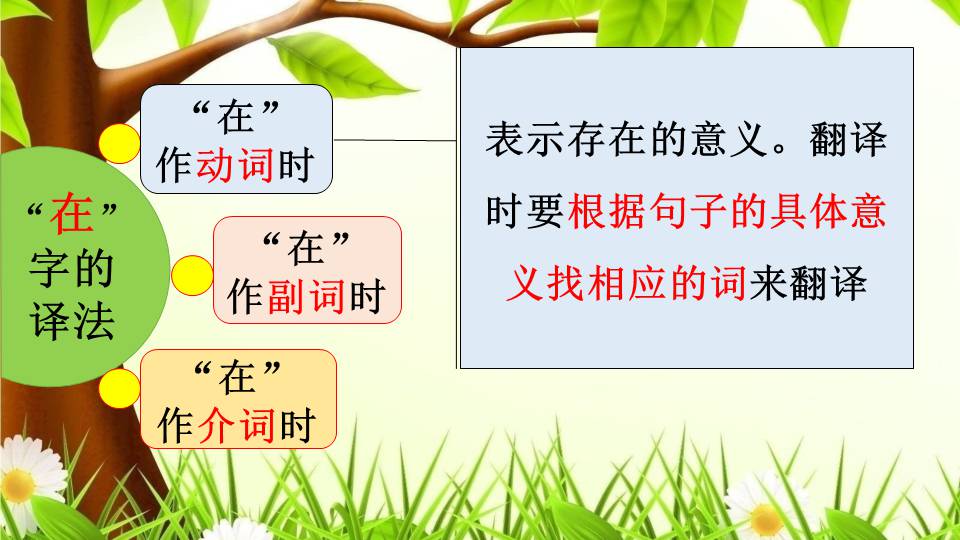 “在”
字的
译法
“在”
作动词时
“在”
作副词时
“在”
作介词时
表示存在的意义。翻译
时要根据句子的具体意
义找相应的词来翻译